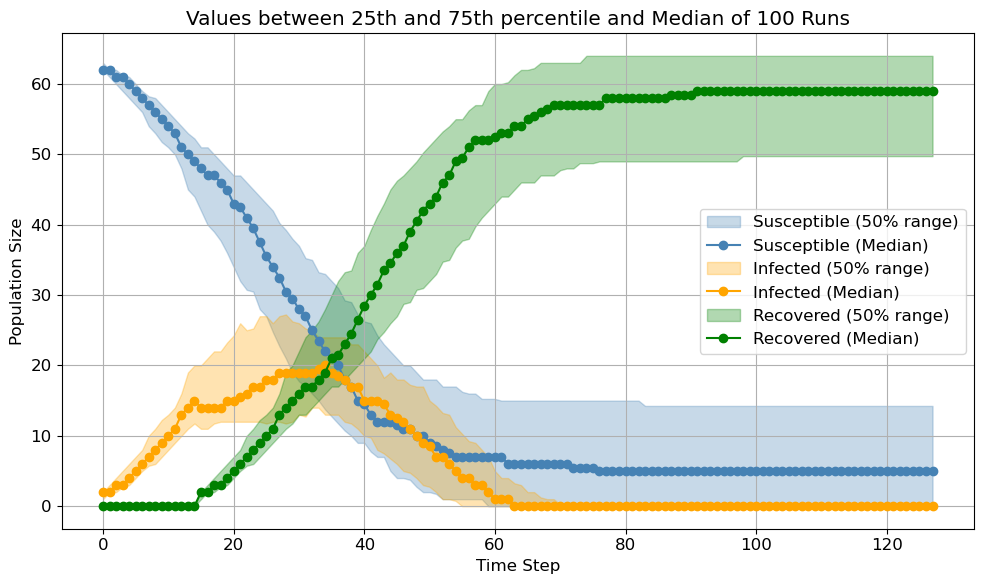 Values between 25th and 75th percentile and Median of 100 Runs
Population Size
60
50
40
30
20
10
0
Susceptible (50% range)
Susceptible (Median)
Infected (50% range)
Infected (Median)
Recovered (50% range)
Recovered (Median)
0
20
40
60
80
100
120
Time Step